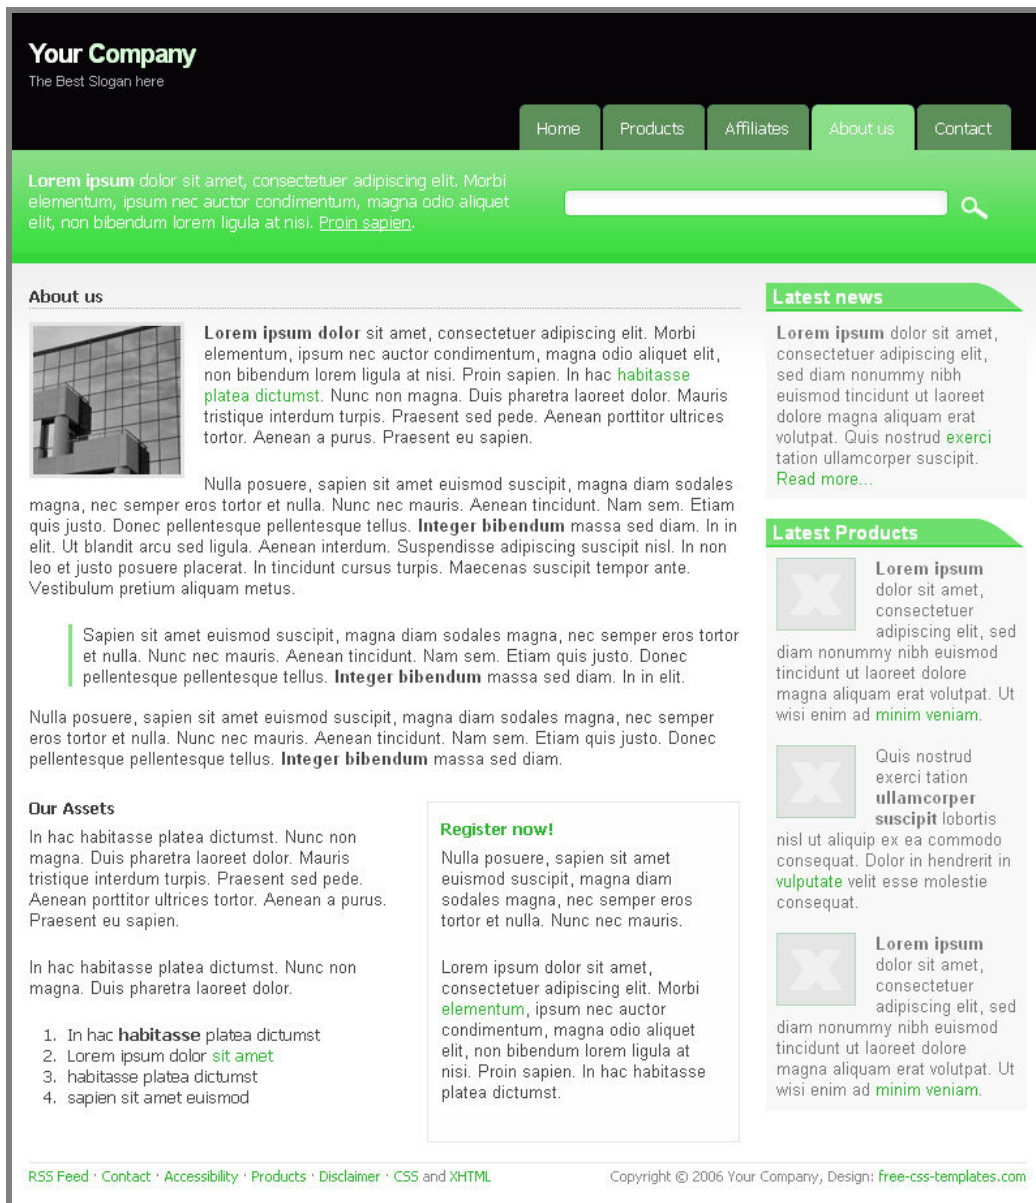 Your Company
The Best Slogan here
Home
Products
Affiliates
About us
Contact
Lorem ipsum dolor sit amet, consectetuer adipiscing elit. Morbi
elementum, ipsum nec auctor condimentum, magna odio aliquet
elit, non bibendum lorem ligula at nisi. Proin sapien.
About us
Lorem ipsum dolor sit amet, consectetuer adipiscing elit. Morbi
elementum, ipsum nec auctor condimentum, magna odio aliquet elit,
non bibendum lorem ligula at nisi. Proin sapien. In hac habitasse
platea dictumst. Nunc non magna. Duis pharetra laoreet dolor. Mauris
tristique interdum turpis. Praesent sed pede. Aenean porttitor ultrices
tortor. Aenean a purus. Praesent eu sapien.
Nulla posuere, sapien sit amet euismod suscipit, magna diam sodales
magna, nec semper eros tortor et nulla. Nunc nec mauris. Aenean tincidunt. Nam sem. Etiam
quis justo. Donec pellentesque pellentesque tellus. Integer bibendum massa sed diam. In in
elit. Ut blandit arcu sed ligula. Aenean interdum. Suspendisse adipiscing suscipit nisl. In non
leo et justo posuere placerat. In tincidunt cursus turpis. Maecenas suscipit tempor ante.
Vestibulum pretium aliquam metus.
Sapien sit amet euismod suscipit, magna diam sodales magna, nec semper eros tortor
et nulla. Nunc nec mauris. Aenean tincidunt. Nam sem. Etiam quis justo. Donec
pellentesque pellentesque tellus. Integer bibendum massa sed diam. In in elit.
Nulla posuere, sapien sit amet euismod suscipit, magna diam sodales magna, nec semper
eros tortor et nulla. Nunc nec mauris. Aenean tincidunt. Nam sem. Etiam quis justo. Donec
pellentesque pellentesque tellus. Integer bibendum massa sed diam.
Our Assets
In hac habitasse platea dictumst. Nunc non
magna. Duis pharetra laoreet dolor. Mauris
tristique interdum turpis. Praesent sed pede.
Aenean porttitor ultrices tortor. Aenean a purus.
Praesent eu sapien.
In hac habitasse platea dictumst. Nunc non
magna. Duis pharetra laoreet dolor.
1. In hac habitasse platea dictumst
2. Lorem ipsum dolor sit amet
3. habitasse platea dictumst
4. sapien sit amet euismod
Register now!
Nulla posuere, sapien sit amet
euismod suscipit, magna diam
sodales magna, nec semper eros
tortor et nulla. Nunc nec mauris.
Lorem ipsum dolor sit amet,
consectetuer adipiscing elit. Morbi
elementum, ipsum nec auctor
condimentum, magna odio aliquet
elit, non bibendum lorem ligula at
nisi. Proin sapien. In hac habitasse
platea dictumst.
Latest news
Lorem ipsum dolor sit amet,
consectetuer adipiscing elit,
sed diam nonummy nibh
euismod tincidunt ut laoreet
dolore magna aliquam erat
volutpat. Quis nostrud exerci
tation ullamcorper suscipit.
Read more...
Latest Products
Lorem ipsum
dolor sit amet,
consectetuer
adipiscing elit, sed
diam nonummy nibh euismod
tincidunt ut laoreet dolore
magna aliquam erat volutpat. Ut
wisi enim ad minim veniam.
Quis nostrud
exerci tation
ullamcorper
suscipit lobortis
nisl ut aliquip ex ea commodo
consequat. Dolor in hendrerit in
vulputate velit esse molestie
consequat.
Lorem ipsum
dolor sit amet,
consectetuer
adipiscing elit, sed
diam nonummy nibh euismod
tincidunt ut laoreet dolore
magna aliquam erat volutpat. Ut
wisi enim ad minim veniam.
RSS Feed · Contact · Accessibility · Products · Disclaimer · CSS and XHTML
Copyright © 2006 Your Company, Design: free-css-templates.com